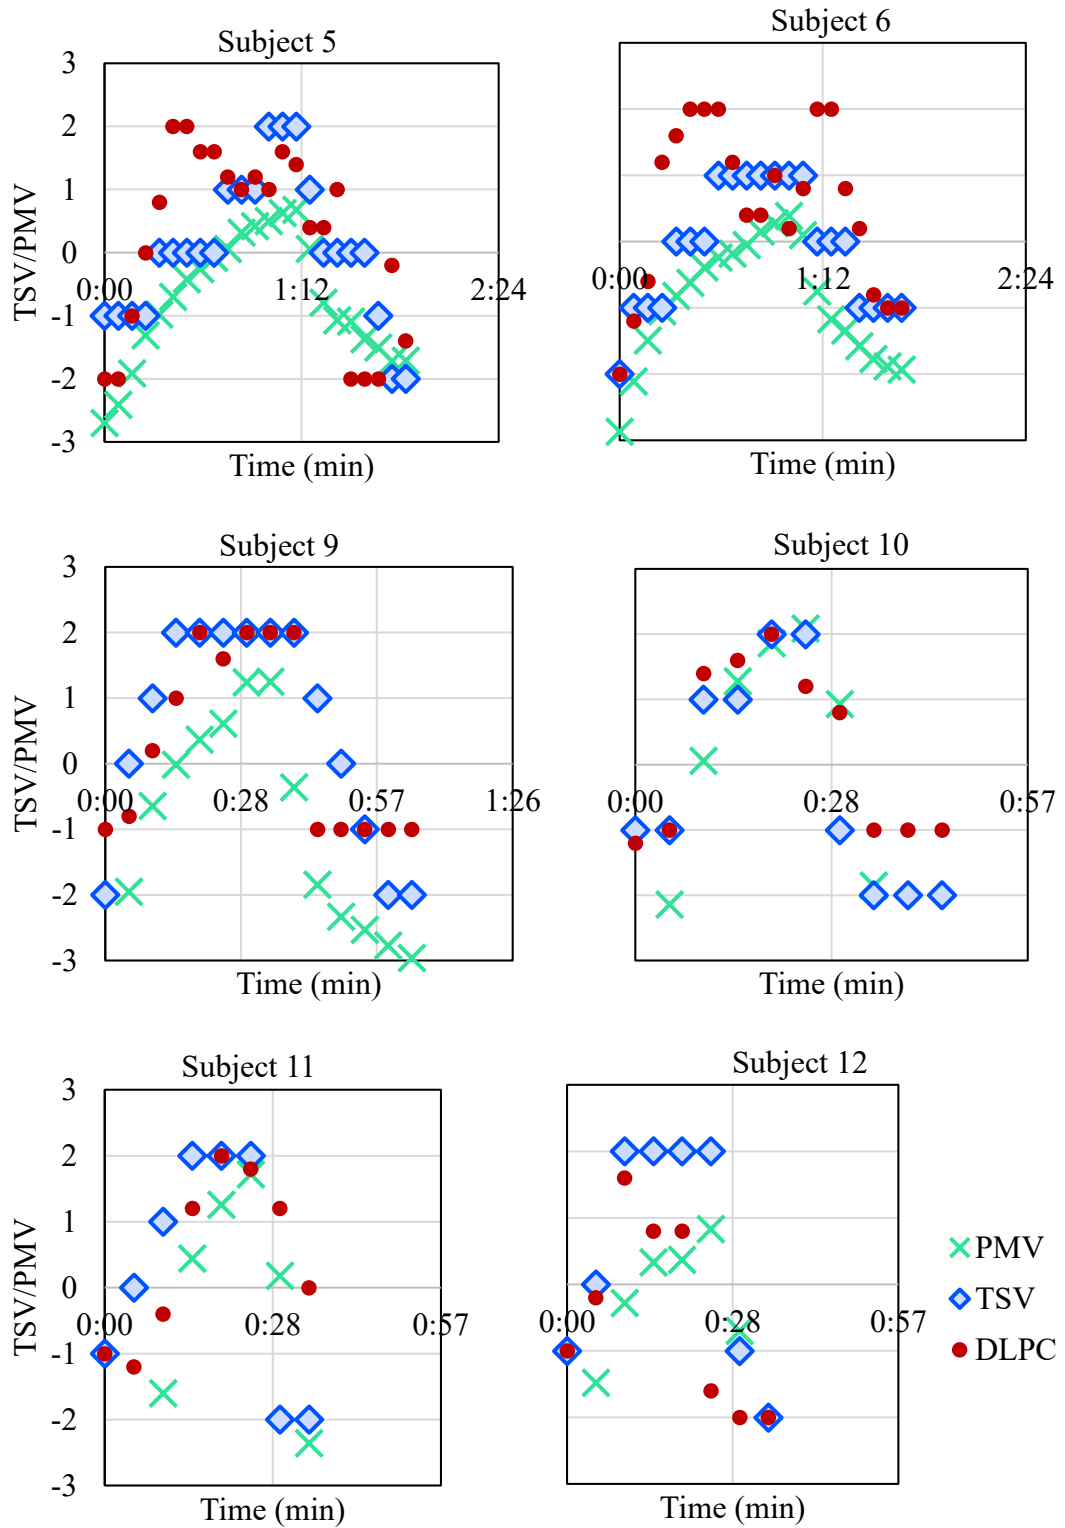 Subject 5
3
2
1
0
-1
-2
-3
TSV/PMV
0:00 1:12 2:24
Time (min)
Subject 6
0:00 1:12 2:24
Time (min)
Subject 9
3
2
1
0
-1
-2
-3
TSV/PMV
0:00 0:28 0:57 1:26
Time (min)
Subject 10
0:00 0:28 0:57
Time (min)
Subject 11
3
2
1
0
-1
-2
-3
TSV/PMV
0:00 0:28 0:57
Time (min)
Subject 12
0:00 0:28 0:57
Time (min)
PMV
TSV
DLPC